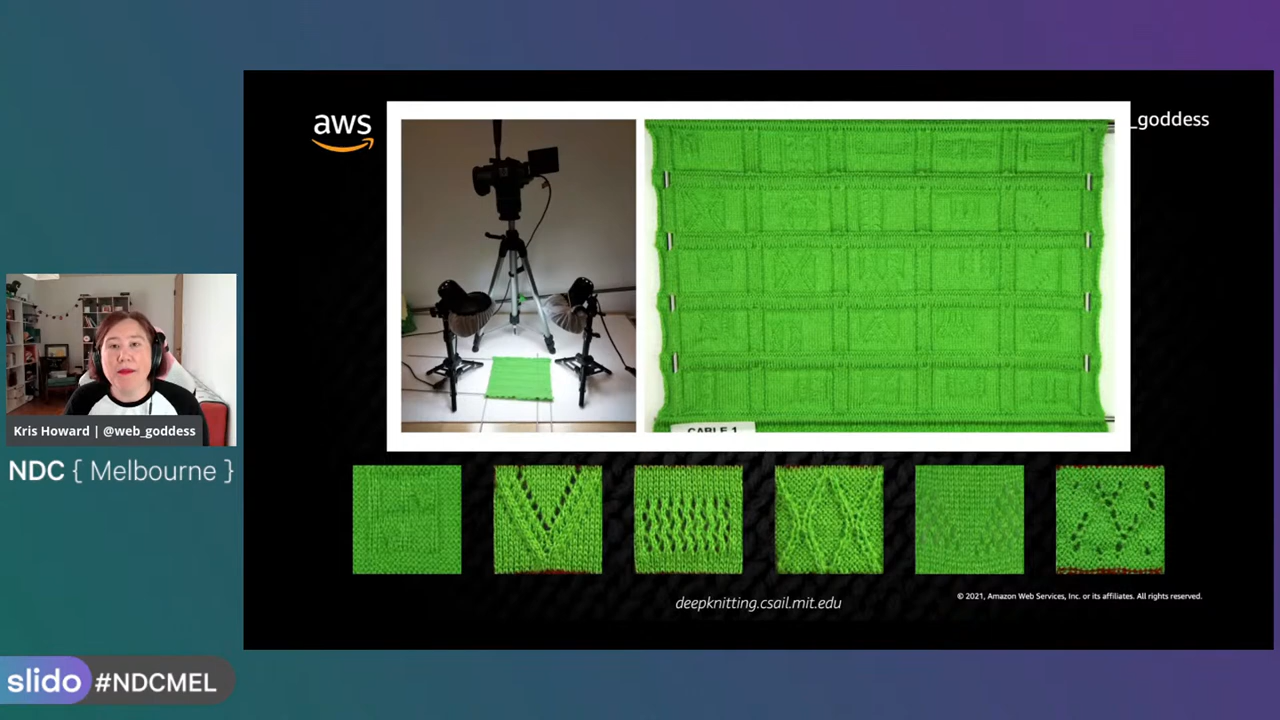 aws
_goddess
CABLE 1
Kris Howard | @web_goddess
NDC { Melbourne }
deepknitting.csail.mit.edu
© 2021, Amazon Web Services, Inc. or its affiliates. All rights reserved.
slido #NDCMEL